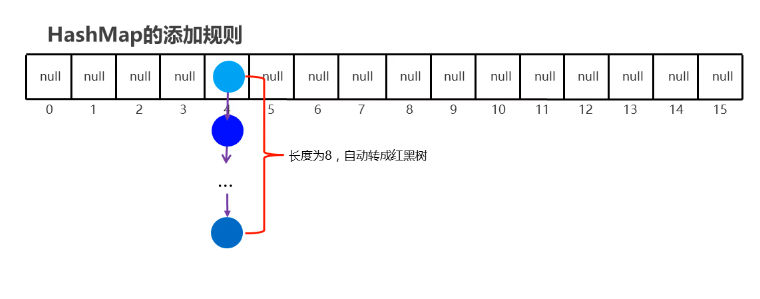 HashMap的添加规则
null null null null null null null null null null null null null null null
0 1 2 3 4 5 6 7 8 9 10 11 12 13 14 15
长度为8，自动转成红黑树
...